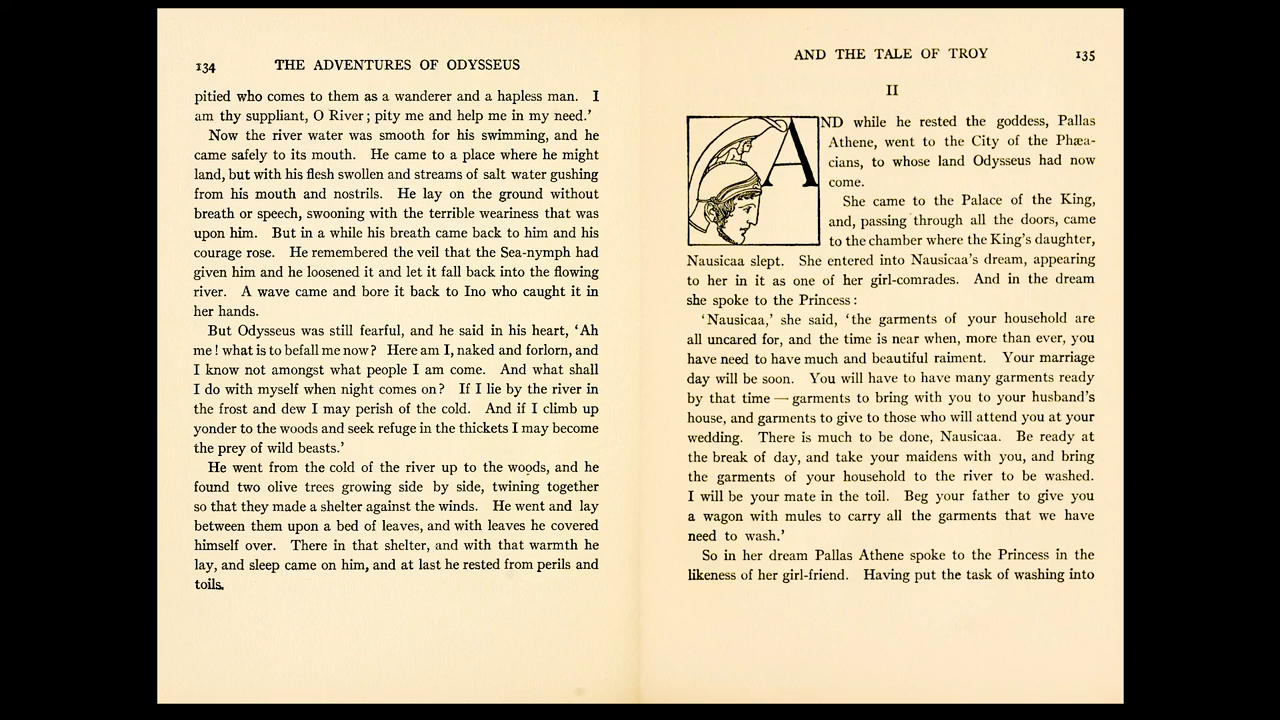 134 THE ADVENTURES OF ODYSSEUS
pitied who comes to them as a wanderer and a hapless man. I
am thy suppliant, O River; pity me and help me in my need.’
Now the river water was smooth for his swimming, and he
came safely to its mouth. He came to a place where he might
land, but with his flesh swollen and streams of salt water gushing
from his mouth and nostrils. He lay on the ground without
breath or speech, swooning with the terrible weariness that was
upon him. But in a while his breath came back to him and his
courage rose. He remembered the veil that the Sea-nymph had
given him and he loosened it and let it fall back into the flowing
river. A wave came and bore it back to Ino who caught it in
her hands.
But Odysseus was still fearful, and he said in his heart, ‘Ah
me! what is to befall me now? Here am I, naked and forlorn, and
I know not amongst what people I am come. And what shall
I do with myself when night comes on? If I lie by the river in
the frost and dew I may perish of the cold. And if I climb up
yonder to the woods and seek refuge in the thickets I may become
the prey of wild beasts.’
He went from the cold of the river up to the woods, and he
found two olive trees growing side by side, twining together
so that they made a shelter against the winds. He went and lay
between them upon a bed of leaves, and with leaves he covered
himself over. There in that shelter, and with that warmth he
lay, and sleep came on him, and at last he rested from perils and
toils.
AND THE TALE OF TROY 135
II
AND while he rested the goddess, Pallas
Athene, went to the City of the Phæa-
cians, to whose land Odysseus had now
come.
She came to the Palace of the King,
and, passing through all the doors, came
to the chamber where the King’s daughter,
Nausicaa slept. She entered into Nausicaa’s dream, appearing
to her in it as one of her girl-comrades. And in the dream
she spoke to the Princess:
‘Nausicaa,’ she said, ‘the garments of your household are
all uncared for, and the time is near when, more than ever, you
have need to have much and beautiful raiment. Your marriage
day will be soon. You will have to have many garments ready
by that time — garments to bring with you to your husband’s
house, and garments to give to those who will attend you at your
wedding. There is much to be done, Nausicaa. Be ready at
the break of day, and take your maidens with you, and bring
the garments of your household to the river to be washed.
I will be your mate in the toil. Beg your father to give you
a wagon with mules to carry all the garments that we have
need to wash.’
So in her dream Pallas Athene spoke to the Princess in the
likeness of her girl-friend. Having put the task of washing into